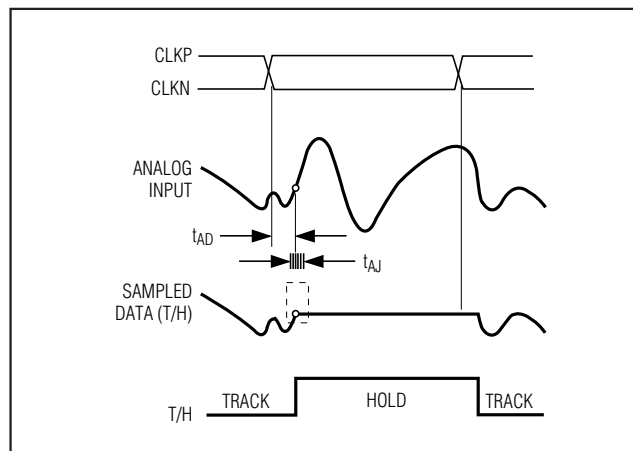 CLKP
CLKN
ANALOG
INPUT
tAD
tAJ
SAMPLED
DATA (T/H)
TRACK
HOLD
TRACK
T/H